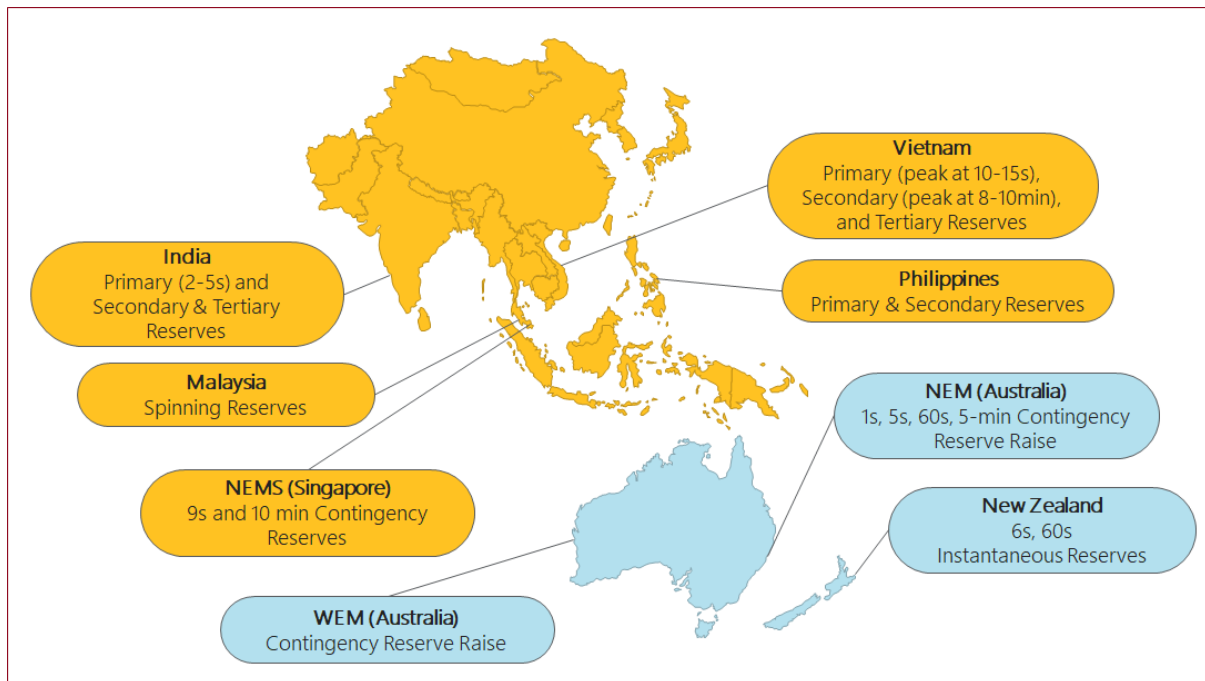 Vietnam
Primary (peak at 10-15s),
Secondary (peak at 8-10min),
and Tertiary Reserves
India
Primary (2-5s) and
Secondary & Tertiary
Reserves
Philippines
Primary & Secondary Reserves
Malaysia
Spinning Reserves
NEM (Australia)
1s, 5s, 60s, 5-min Contingency
Reserve Raise
NEMS (Singapore)
9s and 10 min Contingency
Reserves
New Zealand
6s, 60s
Instantaneous Reserves
WEM (Australia)
Contingency Reserve Raise